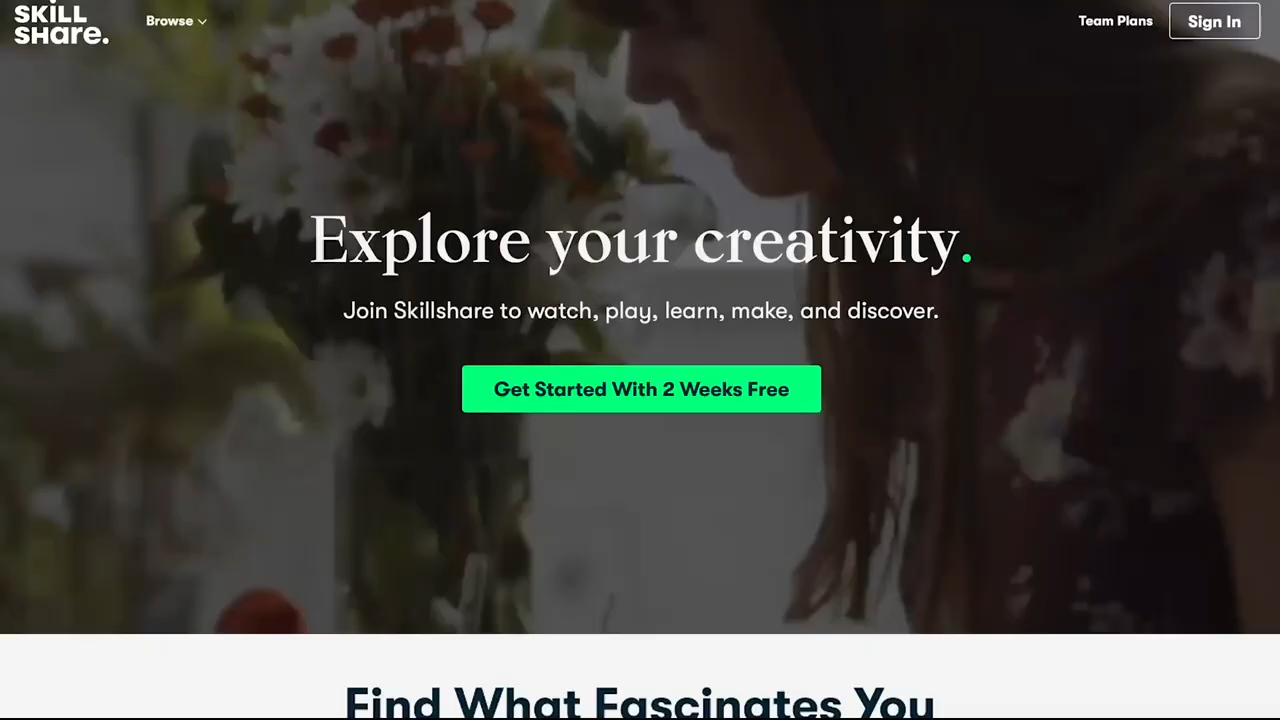 SKiLL
SHare.
Browse
Team Plans
Sign In
Explore your creativity.
Join Skillshare to watch, play, learn, make, and discover.
Get Started With 2 Weeks Free
Find What Fascinates You